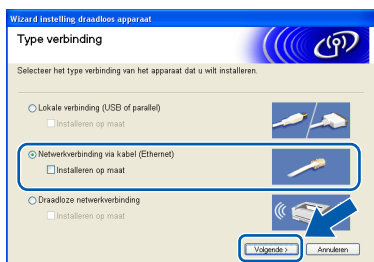 Wizard instelling draadloos apparaat
Type verbinding
Selecteer het type verbinding van het apparaat dat u wilt installeren.
Lokale verbinding (USB of parallel)
Installeren op maat
Netwerkverbinding via kabel (Ethernet)
Installeren op maat
Draadloze netwerkverbinding
Installeren op maat
Volgende >
Annuleren